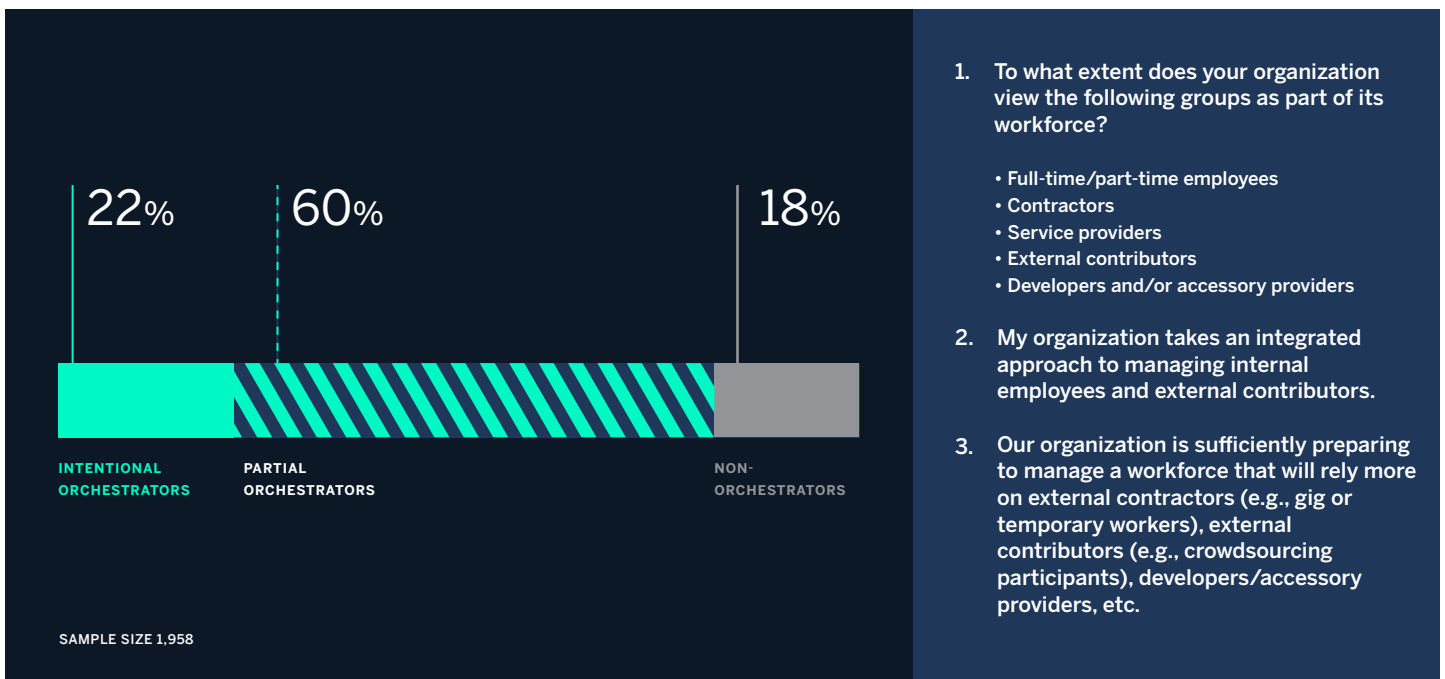 22%
60%
18%
INTENTIONAL
ORCHESTRATORS
PARTIAL
ORCHESTRATORS
NON-
ORCHESTRATORS
SAMPLE SIZE 1,958
1. To what extent does your organization
view the following groups as part of its
workforce?
• Full-time/part-time employees
• Contractors
• Service providers
• External contributors
• Developers and/or accessory providers
2. My organization takes an integrated
approach to managing internal
employees and external contributors.
3. Our organization is sufficiently preparing
to manage a workforce that will rely more
on external contractors (e.g., gig or
temporary workers), external
contributors (e.g., crowdsourcing
participants), developers/accessory
providers, etc.